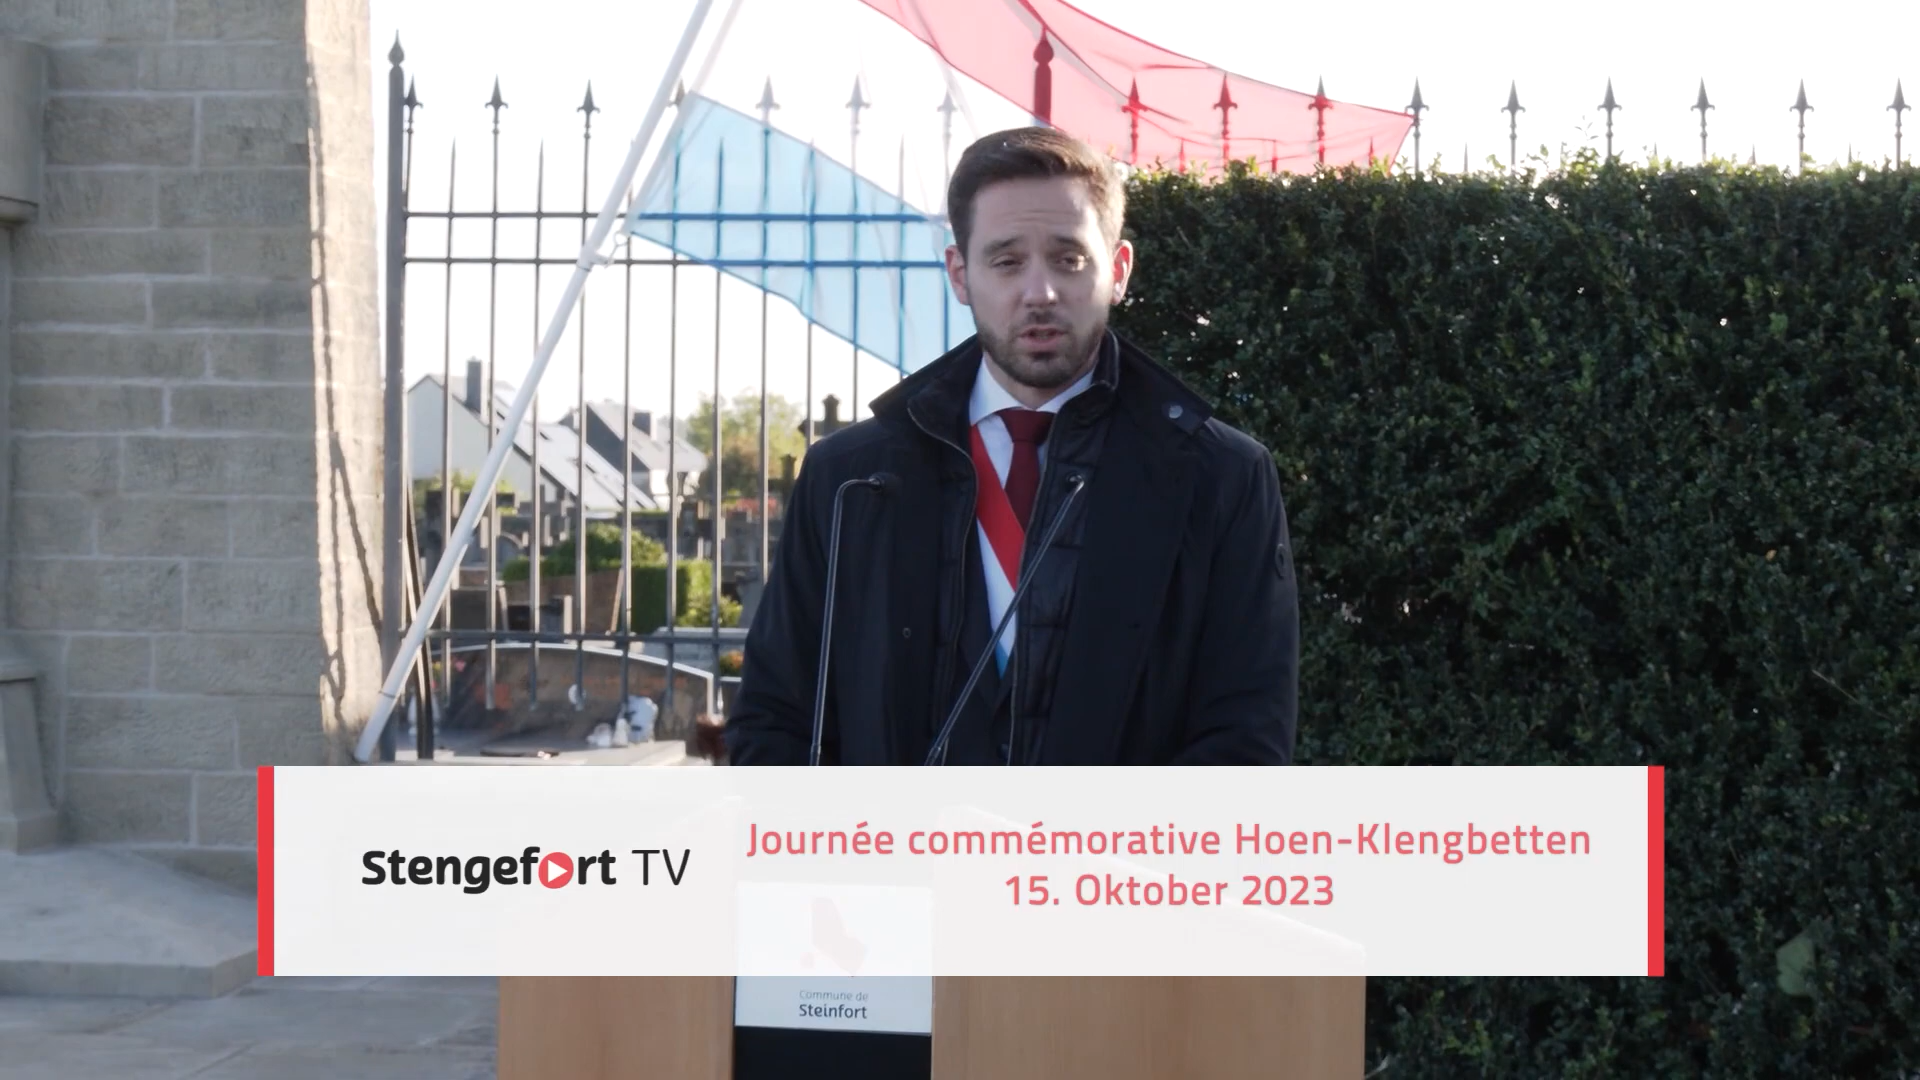 Stengefort TV
Journée commémorative Hoen-Klengbetten
15. Oktober 2023
Commune de
Steinfort